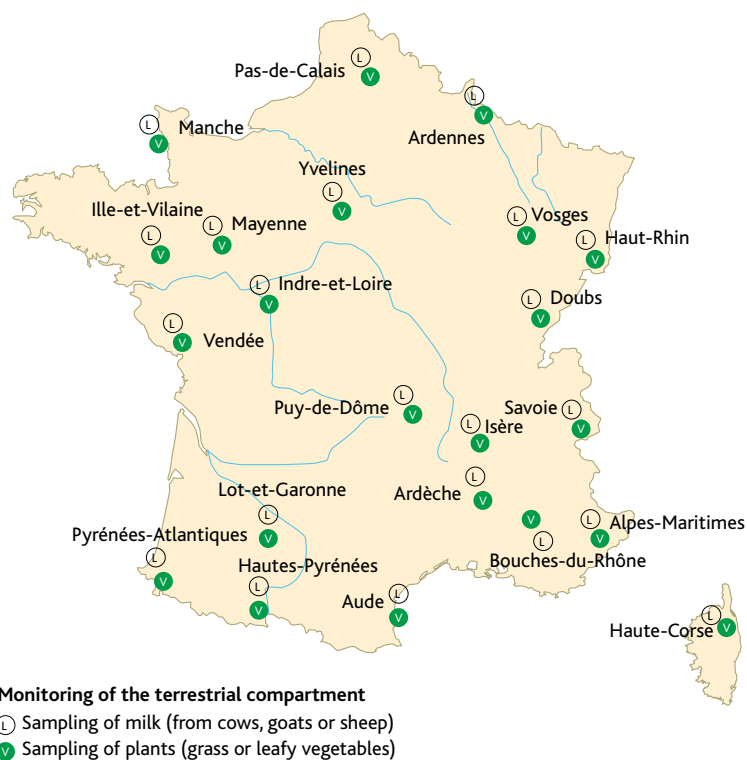 L
Pas-de-Calais
V
L
Ardennes
V
L
Manche
V
Yvelines
L
V
Ille-et-Vilaine
L
V
Mayenne
L
V
Vosges
L
V
Haut-Rhin
L
V
Indre-et-Loire
L
V
Doubs
L
V
Vendée
L
V
Puy-de-Dôme
L
V
Savoie
L
V
Isère
L
V
Ardèche
L
V
Lot-et-Garonne
L
V
Alpes-Maritimes
L
V
Bouches-du-Rhône
V
L
Pyrénées-Atlantiques
L
V
Hautes-Pyrénées
L
V
Aude
L
V
Haute-Corse
L
V
Monitoring of the terrestrial compartment
L Sampling of milk (from cows, goats or sheep)
V Sampling of plants (grass or leafy vegetables)